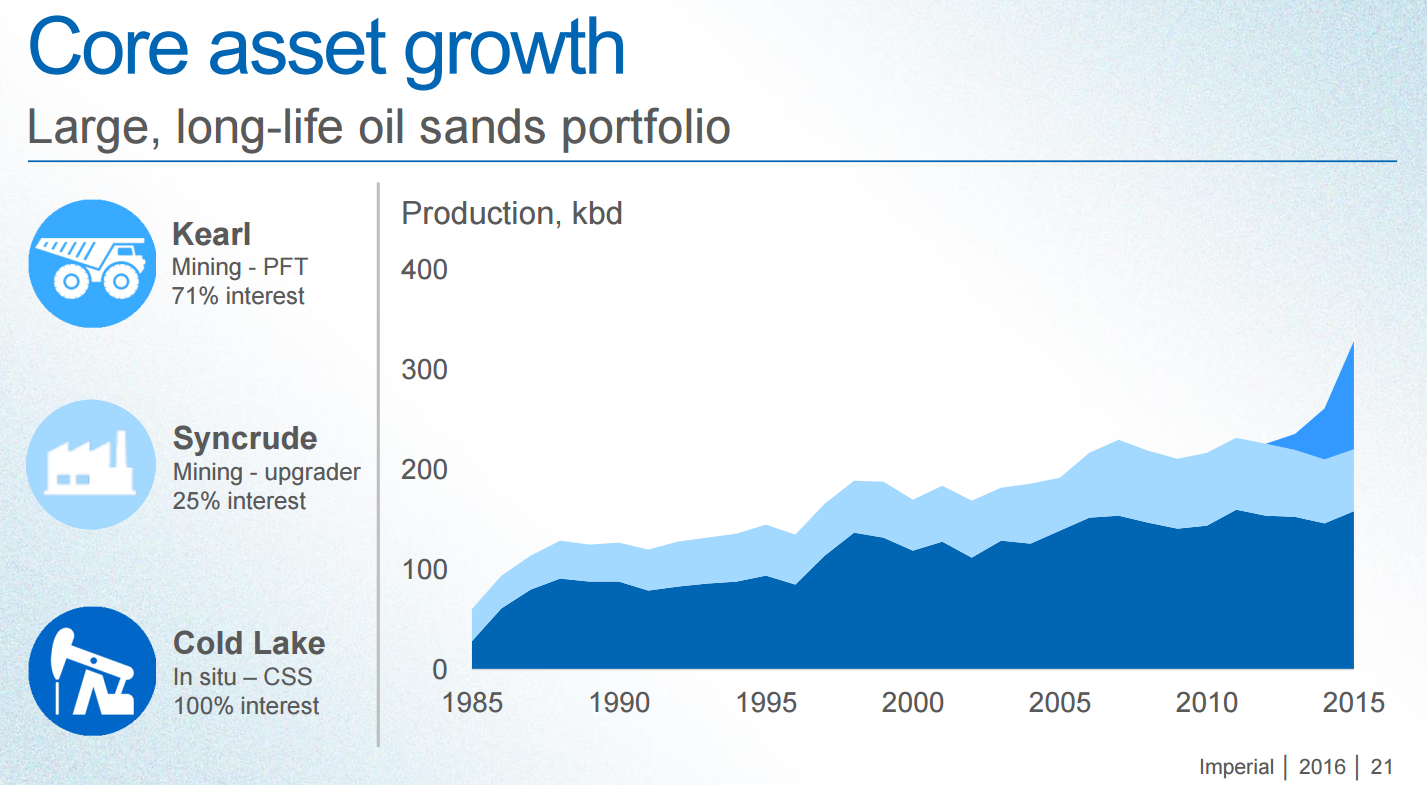 Core asset growth
Large, long-life oil sands portfolio
Kearl
Mining - PFT
71% interest
Syncrude
Mining - upgrader
25% interest
Cold Lake
In situ – CSS
100% interest
Production, kbd
400
300
200
100
0
1985 1990 1995 2000 2005 2010 2015
Imperial | 2016 | 21